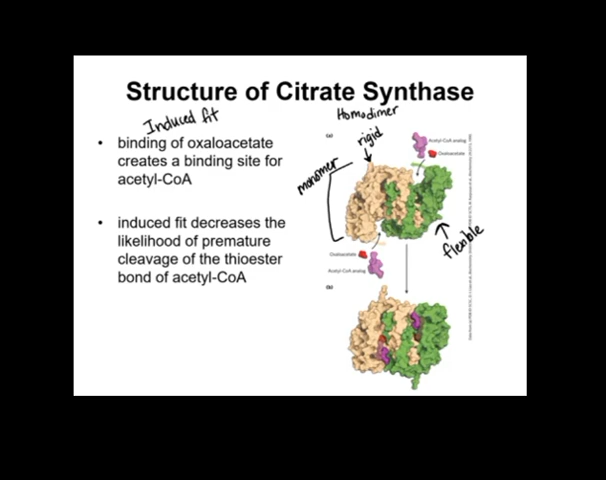 Structure of Citrate Synthase
Induced fit
Homodimer
• binding of oxaloacetate
creates a binding site for
acetyl-CoA
• induced fit decreases the
likelihood of premature
cleavage of the thioester
bond of acetyl-CoA
(a)
rigid
monomer
Acetyl-CoA analog
Oxaloacetate
flexible
Oxaloacetate
Acetyl-CoA analog
(b)